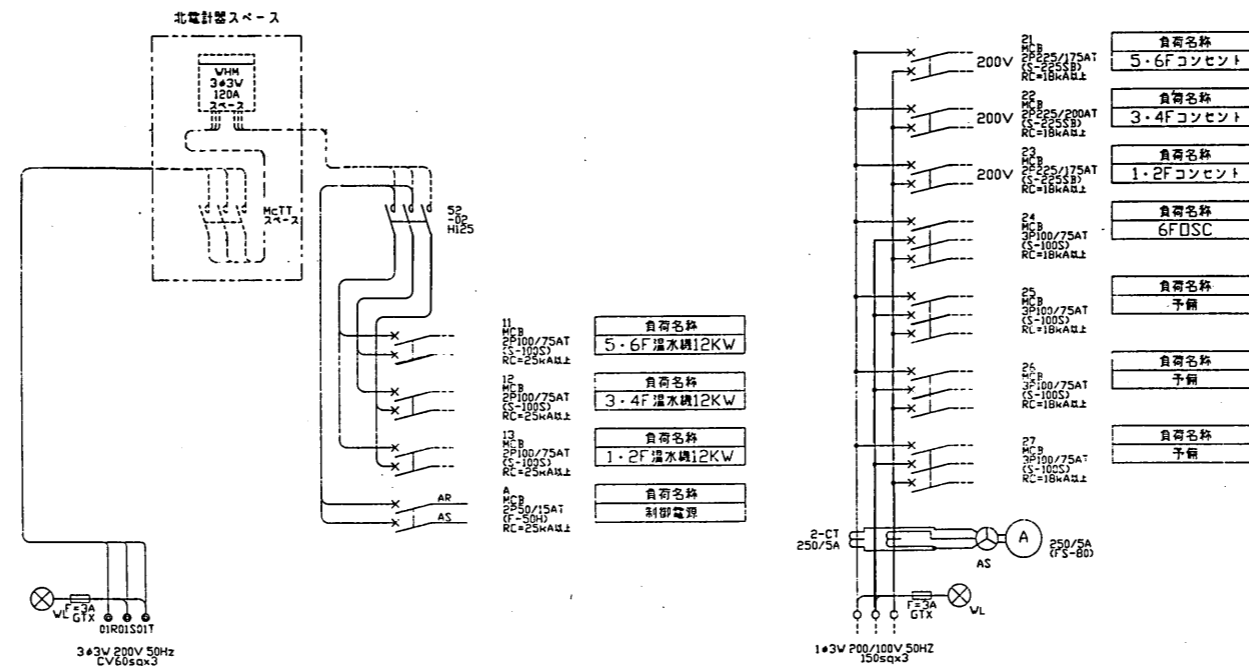 北電計器スペース
WHM
3φ3W
120A
スペース
McTT
スペース
52
-02
H125
11
MCB
2P100/75AT
(S-100S)
RC=25kA以上
負荷名称
5・6F温水機12KW
12
MCB
2P100/75AT
(S-100S)
RC=25kA以上
負荷名称
3・4F温水機12KW
13
MCB
2P100/75AT
(S-100S)
RC=25kA以上
負荷名称
1・2F温水機12KW
A
MCB
2P50/15AT
(F-50H)
RC=25kA以上
AR
AS
負荷名称
制御電源
WL
F=3A
GTX
01R01S01T
3φ3W 200V 50Hz
CV60sqx3
200V
21
MCB
2P225/175AT
(S-225SB)
RC=18kA以上
負荷名称
5・6Fコンセント
200V
22
MCB
2P225/200AT
(S-225SB)
RC=18kA以上
負荷名称
3・4Fコンセント
200V
23
MCB
2P225/175AT
(S-225SB)
RC=18kA以上
負荷名称
1・2Fコンセント
24
MCB
3P100/75AT
(S-100S)
RC=18kA以上
負荷名称
6FOSC
25
MCB
3P100/75AT
(S-100S)
RC=18kA以上
負荷名称
予備
26
MCB
3P100/75AT
(S-100S)
RC=18kA以上
負荷名称
予備
27
MCB
3P100/75AT
(S-100S)
RC=18kA以上
負荷名称
予備
2-CT
250/5A
AS
A
250/5A
(FS-80)
F=3A
GTX
WL
1φ3W 200/100V 50HZ
150sqx3